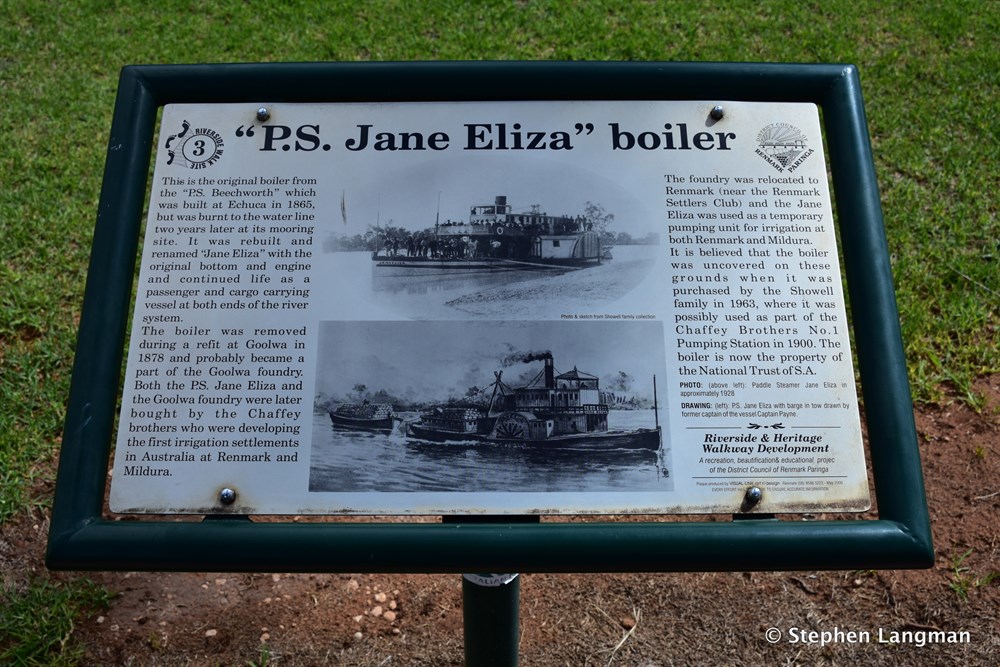 RIVERSIDE
3
WALK SITE
"P.S. Jane Eliza" boiler
DISTRICT COUNCIL OF
RENMARK PARINGA
This is the original boiler from
the "P.S. Beechworth" which
was built at Echuca in 1865,
but was burnt to the water line
two years later at its mooring
site. It was rebuilt and
renamed "Jane Eliza" with the
original bottom and engine
and continued life as a
passenger and cargo carrying
vessel at both ends of the river
system.
The boiler was removed
during a refit at Goolwa in
1878 and probably became a
part of the Goolwa foundry.
Both the P.S. Jane Eliza and
the Goolwa foundry were later
bought by the Chaffey
brothers who were developing
the first irrigation settlements
in Australia at Renmark and
Mildura.
Photo & sketch from Showell family collection
The foundry was relocated to
Renmark (near the Renmark
Settlers Club) and the Jane
Eliza was used as a temporary
pumping unit for irrigation at
both Renmark and Mildura.
It is believed that the boiler
was uncovered on these
grounds when it was
purchased by the Showell
family in 1963, where it was
possibly used as part of the
Chaffey Brothers No.1
Pumping Station in 1900. The
boiler is now the property of
the National Trust of S.A.
PHOTO: (above left): Paddle Steamer Jane Eliza in
approximately 1928
DRAWING: (left): P.S. Jane Eliza with barge in tow drawn by
former captain of the vessel Captain Payne.
Riverside & Heritage
Walkway Development
A recreation, beautification& educational, projec
of the District Council of Renmark Paringa
© Stephen Langman